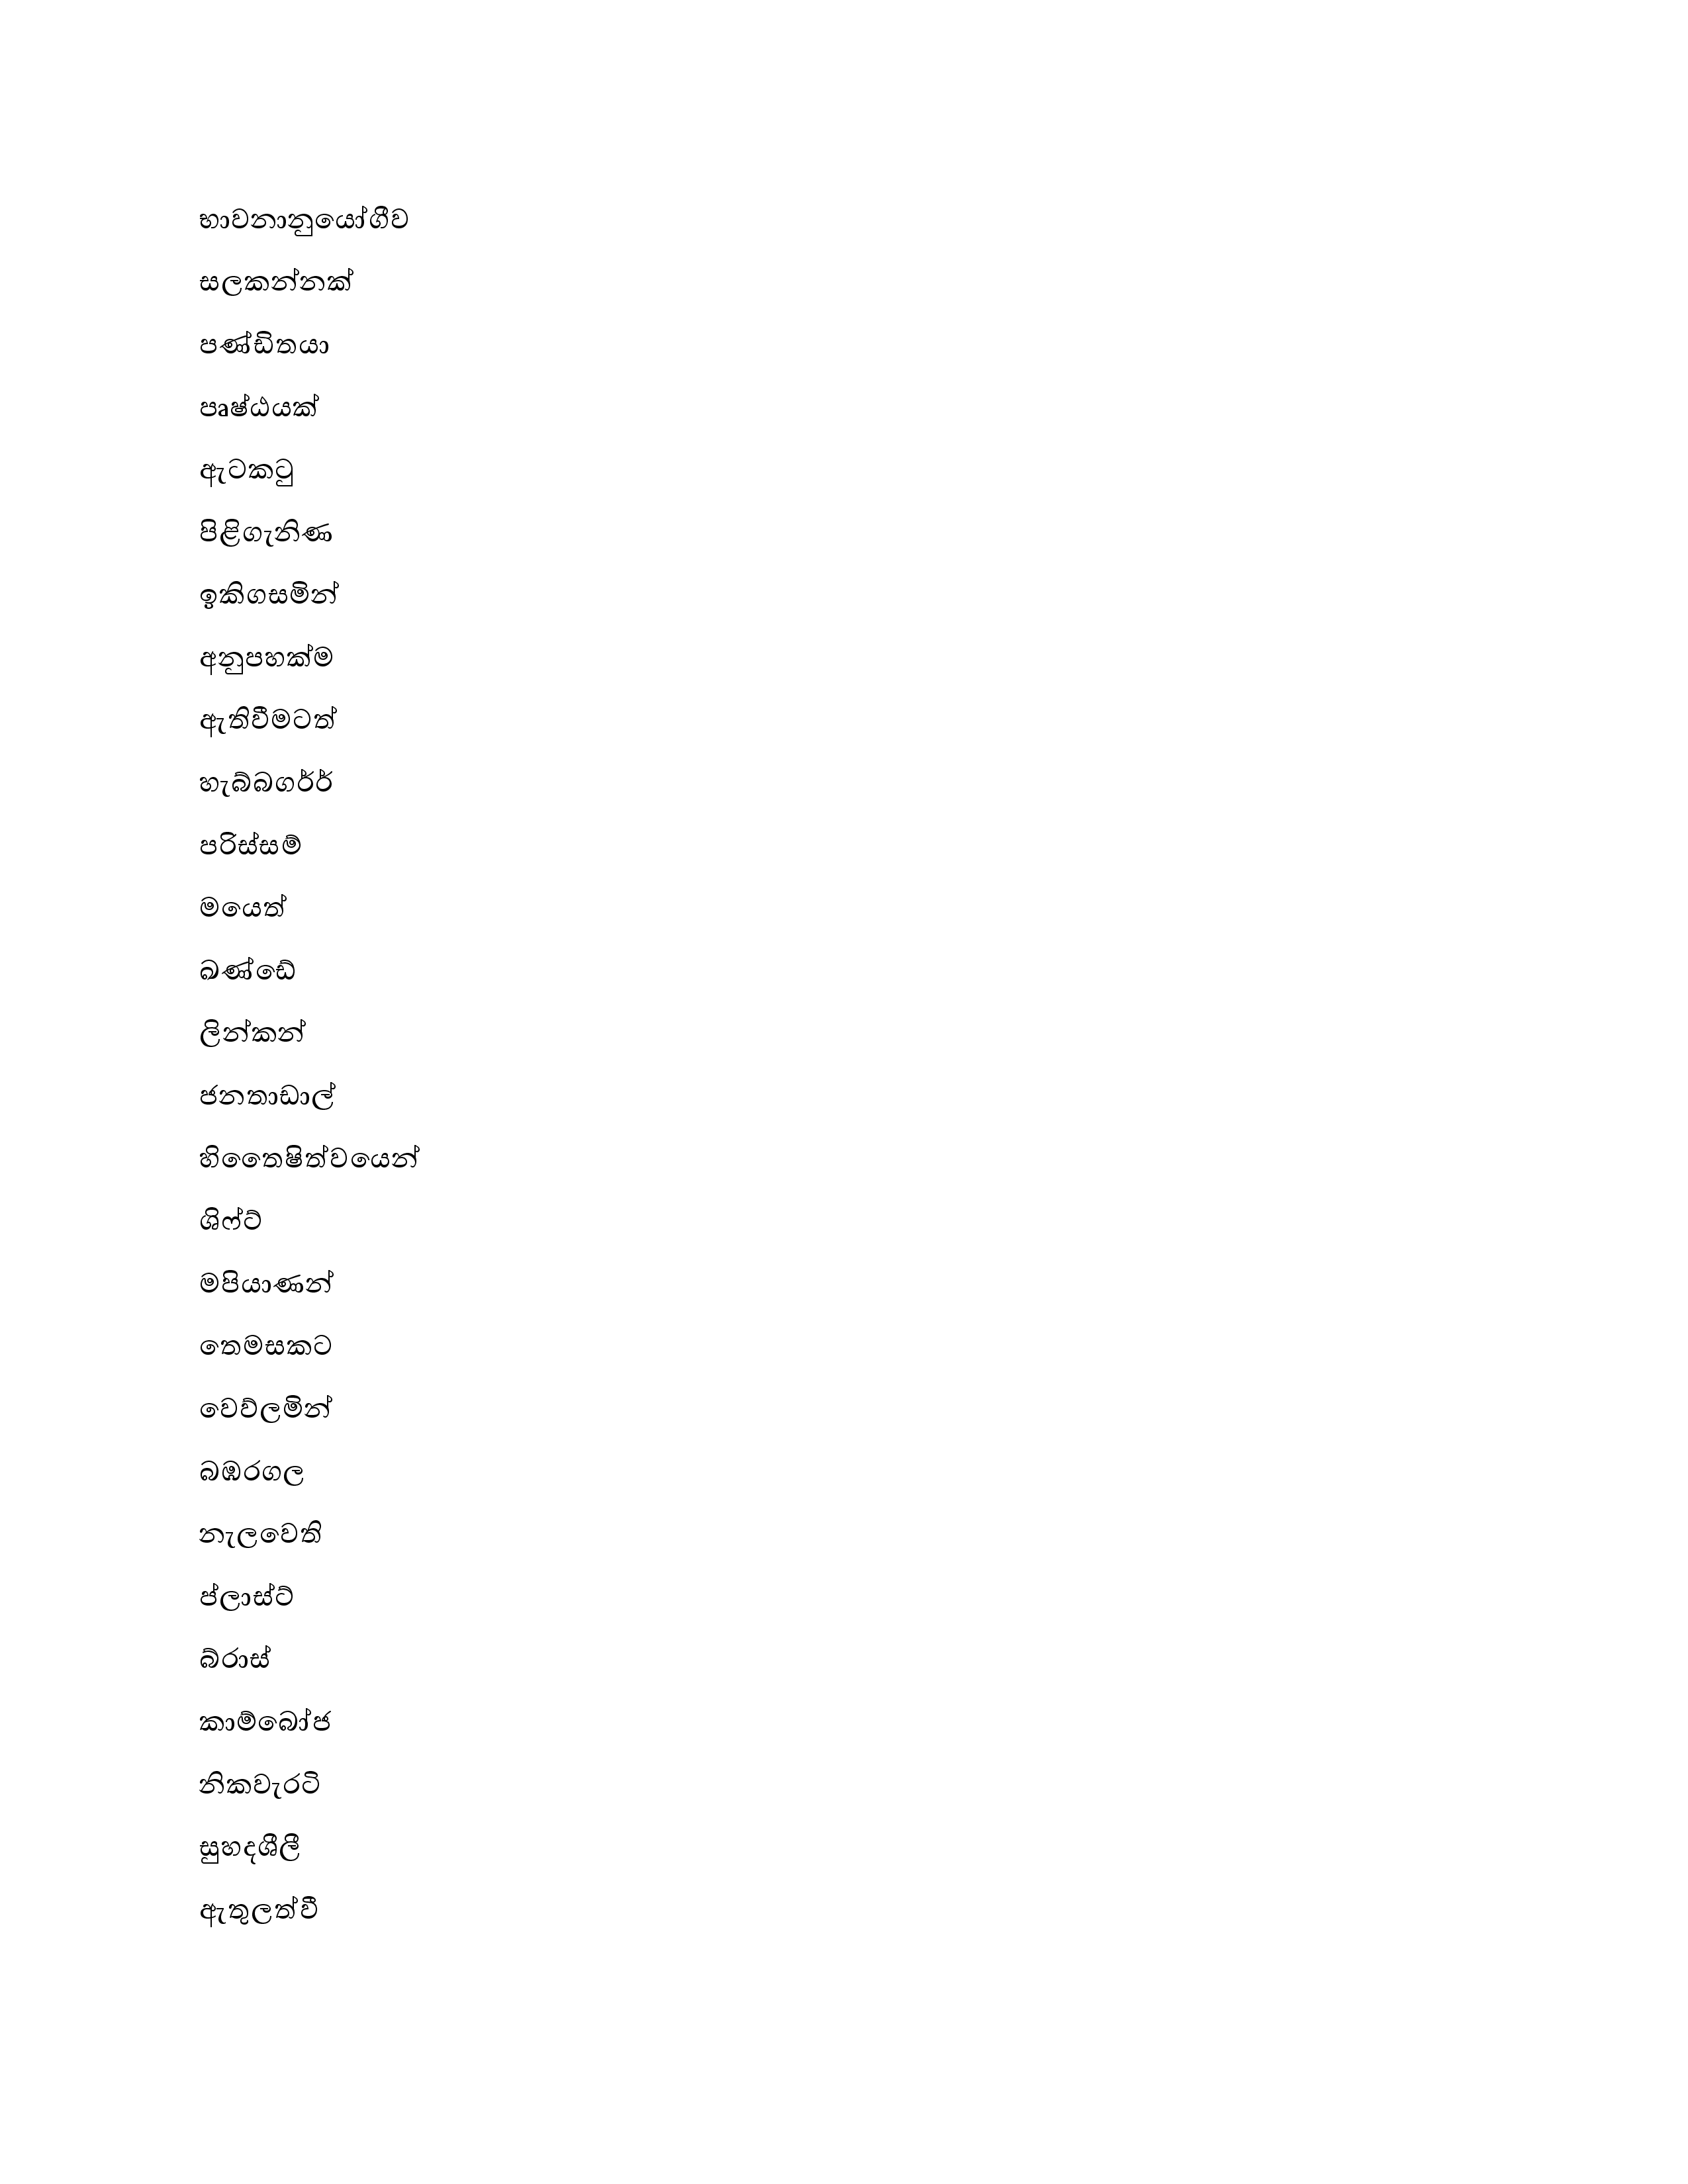 භාවනානුයෝගීව
සලකන්නක්
පණ්ඩිතයා
පෘෂ්ඨයක්
ඇටකටු
පිළිගැනිණ
ඉකිගසමින්
අනුපහක්ම
ඇතිවීමටත්
හැබ්බගර්ර්
පරිස්සම්
මයෙත්
ඛණ්ඩේ
ලින්කන්
ජනතාඩාල්
හිතෛෂිත්වයෙන්
ශිෆ්ට්
මපියාණන්
තෙමසකට
වෙව්ලමින්
බඹරගල
නැලවෙති
ප්ලාස්ට්
බ්රාස්
කාම්බෝජ
නිකවැරටි
සුහදශීලී
ඇතුලත්වී